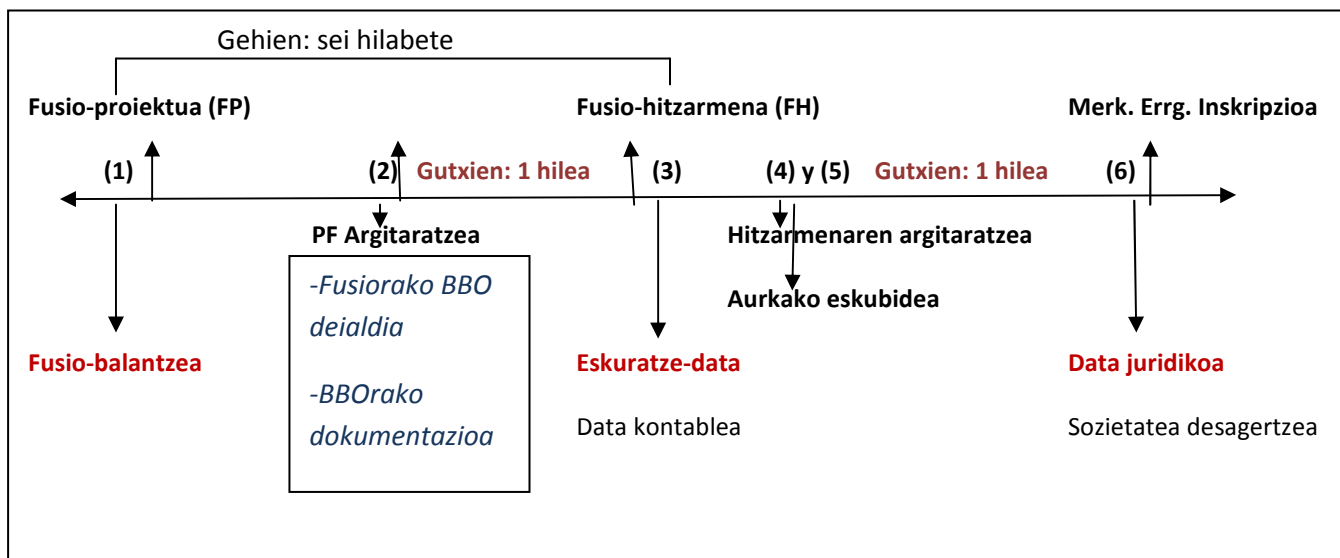 Gehien: sei hilabete
Fusio-proiektua (FP)
Fusio-hitzarmena (FH)
Merk. Errg. Inskripzioa
(1)
(2)
Gutxien: 1 hilea
(3)
(4) y (5)
Gutxien: 1 hilea
(6)
PF Argitaratzea
Hitzarmenaren argitaratzea
-Fusiorako BBO
deialdia
-BBOrako
dokumentazioa
Aurkako eskubidea
Fusio-balantzea
Eskuratze-data
Data juridikoa
Data kontablea
Sozietatea desagertzea